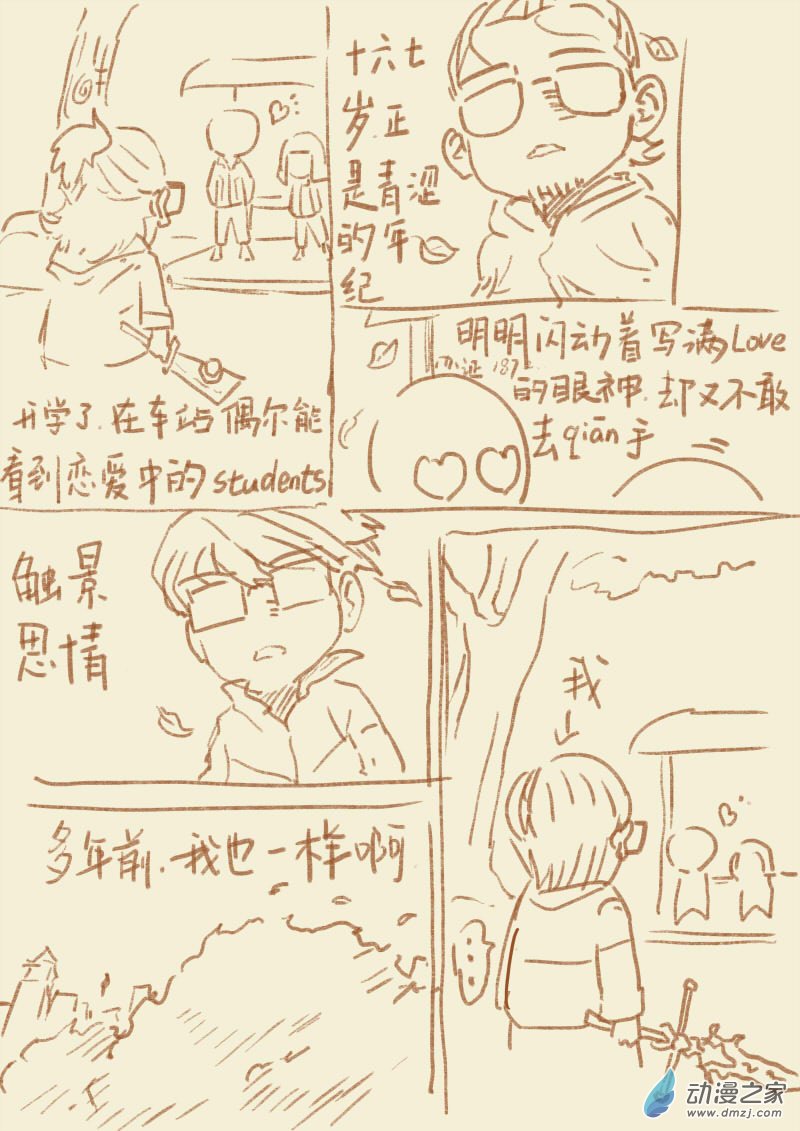 开学了.在车站偶尔能
看到恋爱中的students
十六七
岁.正
是青涩
的年
纪
明明闪动着写满Love
的眼神.却又不敢
去qiān手
办证 187
触景
思情
多年前.我也一样啊
我
动漫之家
www.dmzj.com